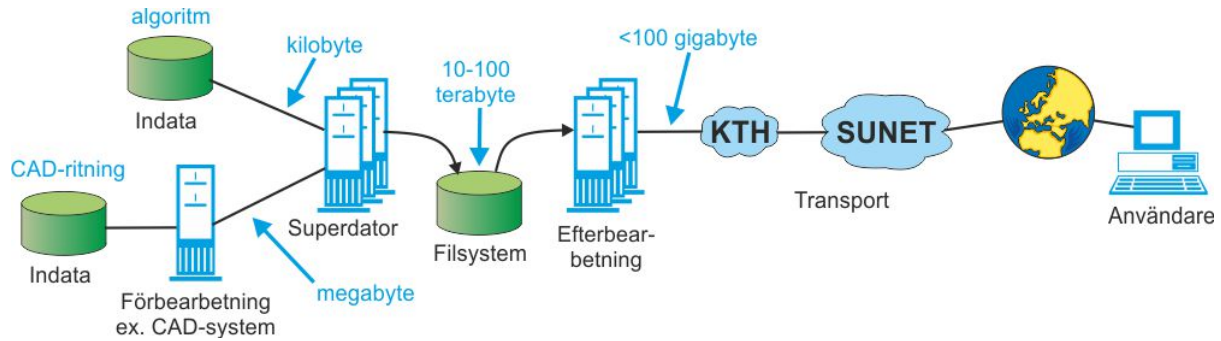 algoritm
kilobyte
Indata
CAD-ritning
Indata
Förbearbetning
ex. CAD-system
megabyte
Superdator
10-100
terabyte
Filsystem
Efterbear-
betning
<100 gigabyte
KTH
SUNET
Transport
Användare